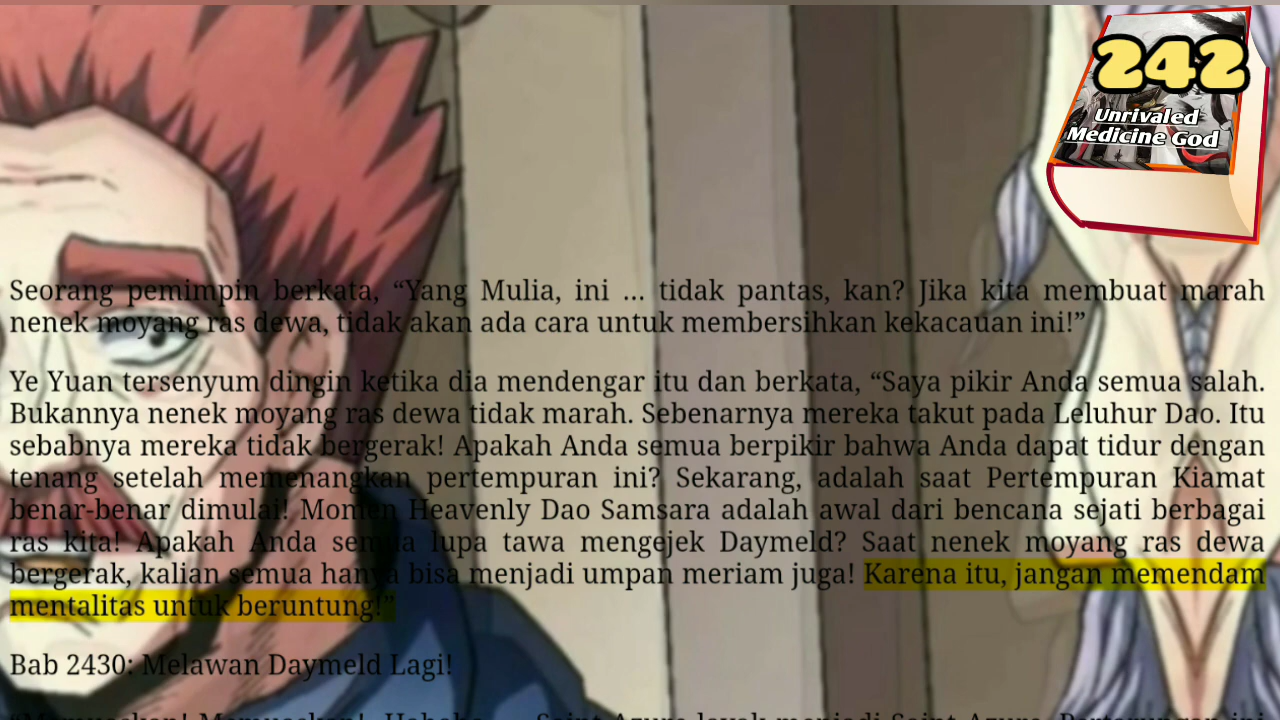 242
Unrivaled
Medicine God
Seorang pemimpin berkata, “Yang Mulia, ini ... tidak pantas, kan? Jika kita membuat marah
nenek moyang ras dewa, tidak akan ada cara untuk membersihkan kekacauan ini!”
Ye Yuan tersenyum dingin ketika dia mendengar itu dan berkata, “Saya pikir Anda semua salah.
Bukannya nenek moyang ras dewa tidak marah. Sebenarnya mereka takut pada Leluhur Dao. Itu
sebabnya mereka tidak bergerak! Apakah Anda semua berpikir bahwa Anda dapat tidur dengan
tenang setelah memenangkan pertempuran ini? Sekarang, adalah saat Pertempuran Kiamat
benar-benar dimulai! Momen Heavenly Dao Samsara adalah awal dari bencana sejati berbagai
ras kita! Apakah Anda semua lupa tawa mengejek Daymeld? Saat nenek moyang ras dewa
bergerak, kalian semua hanya bisa menjadi umpan meriam juga! Karena itu, jangan memendam
mentalitas untuk beruntung!”
Bab 2430: Melawan Daymeld Lagi!